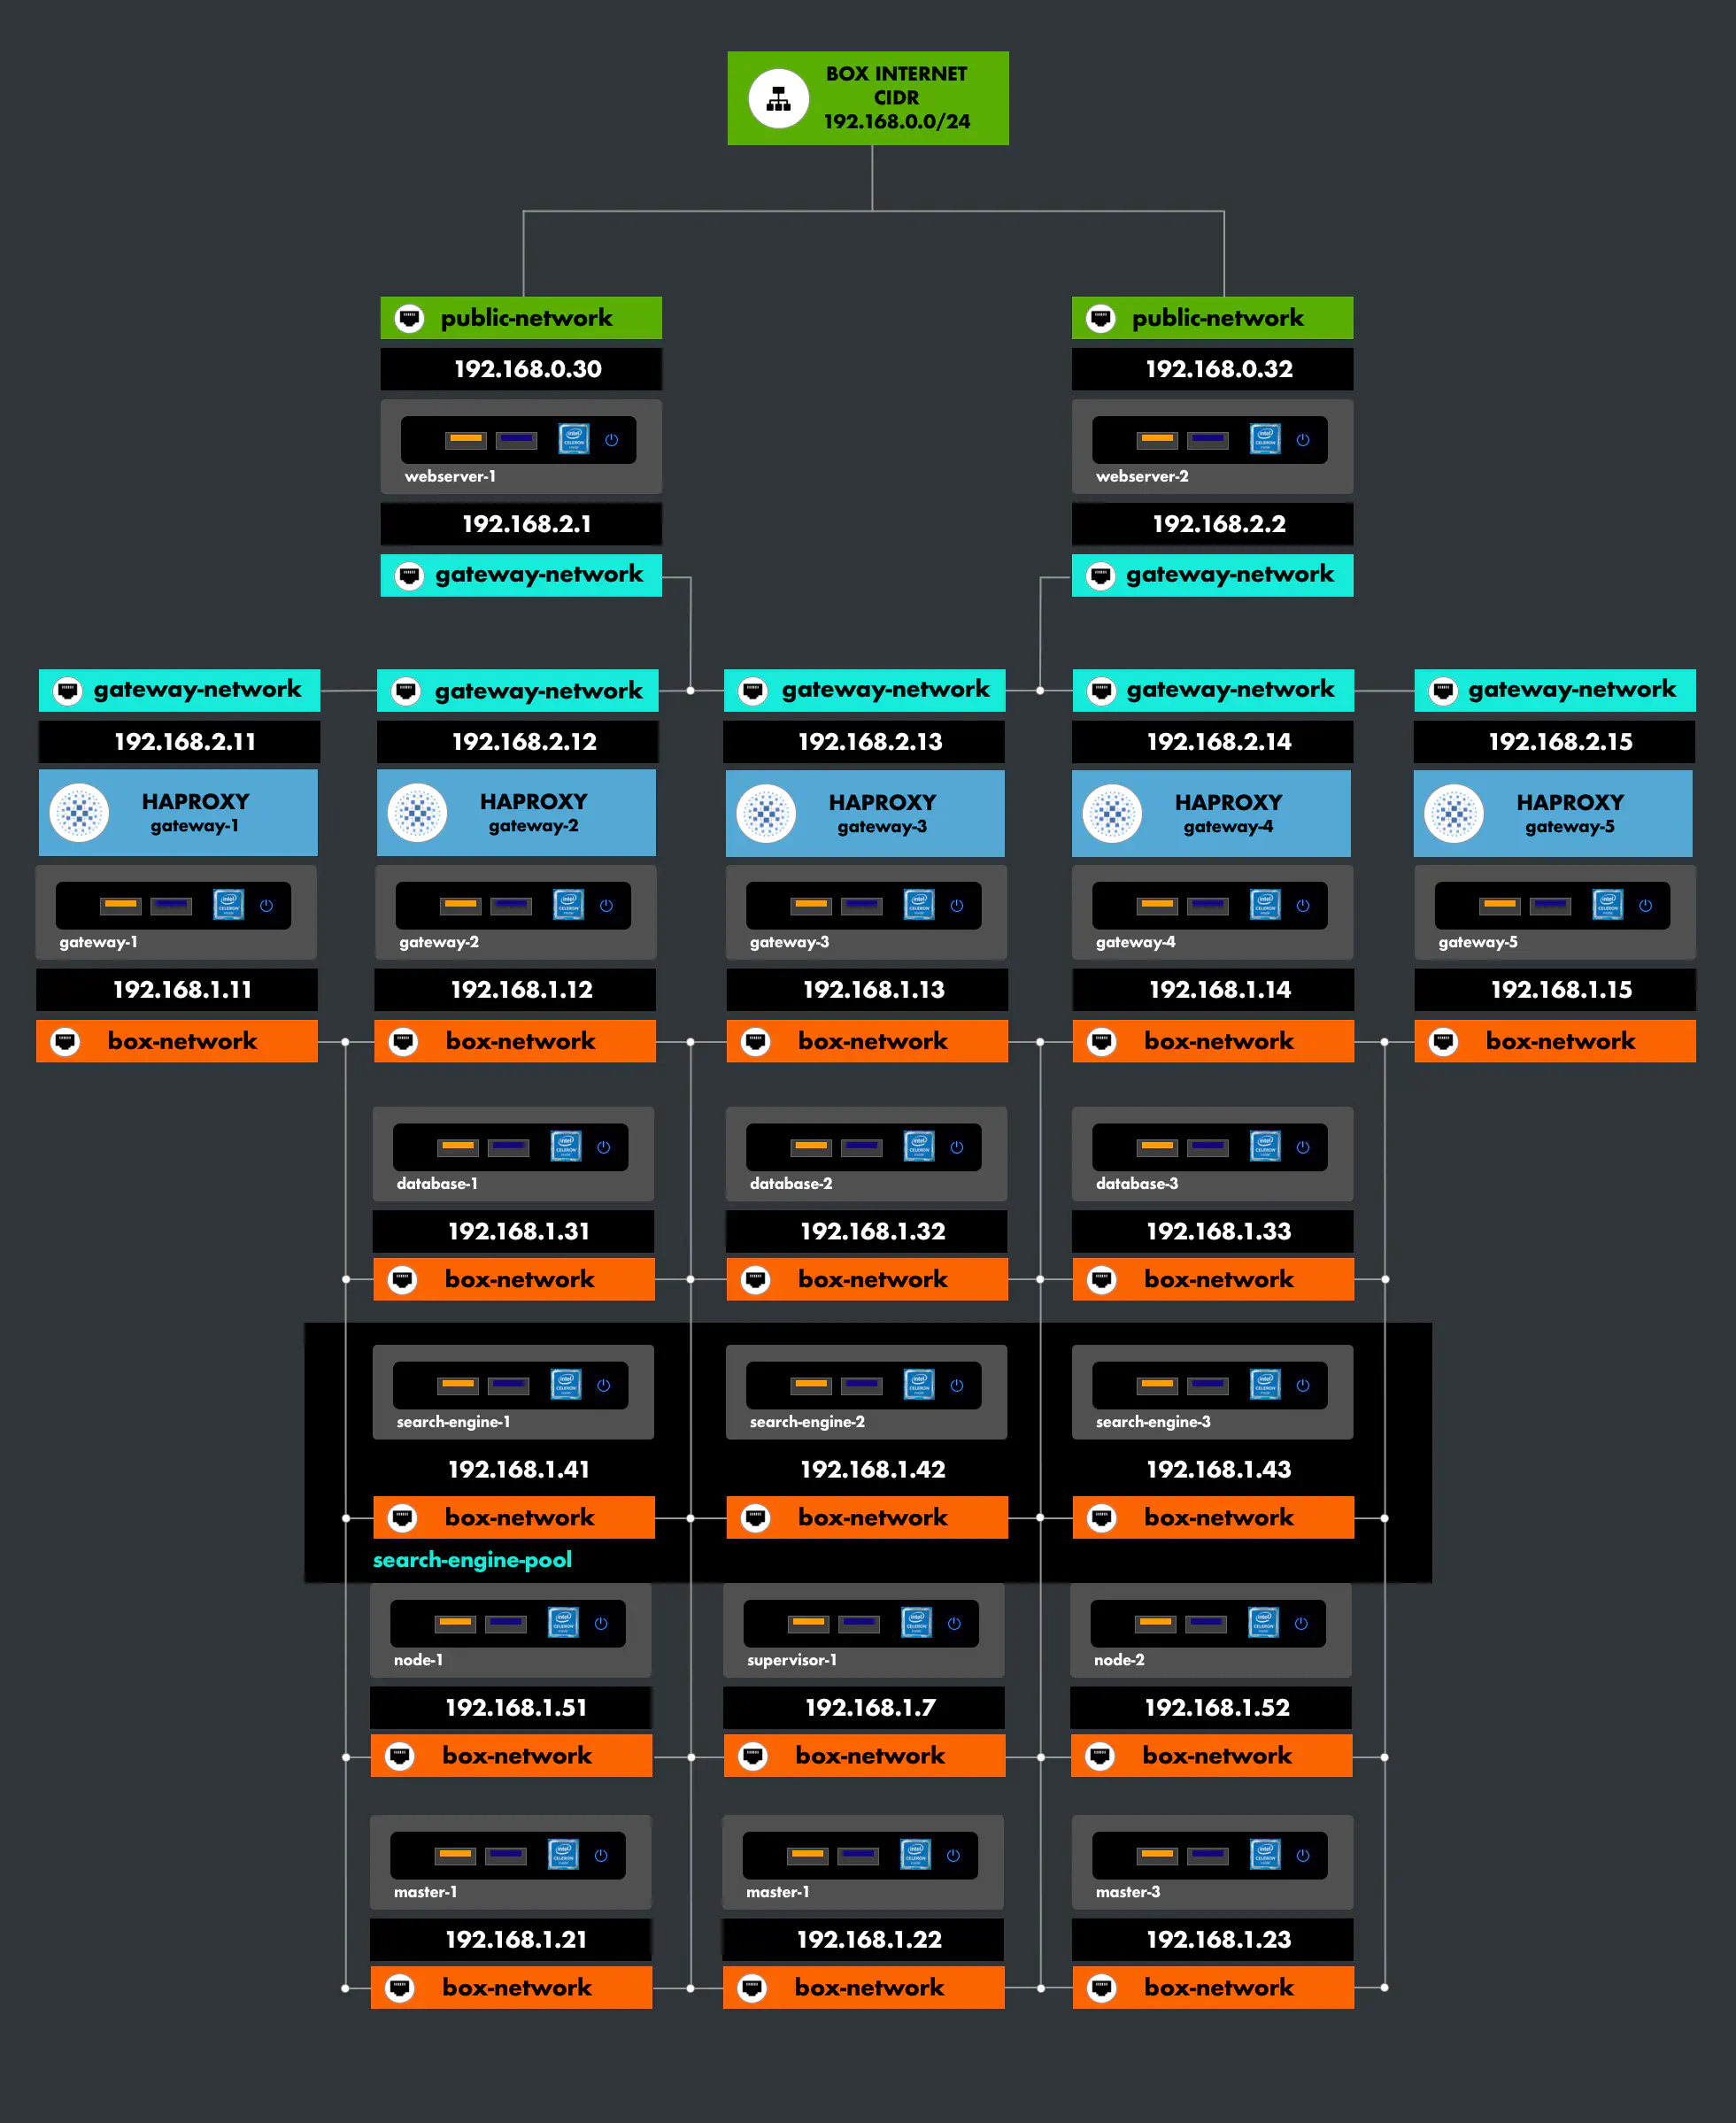 BOX INTERNET
CIDR
192.168.0.0/24
public-network
public-network
192.168.0.30
192.168.0.32
webserver-1
webserver-2
192.168.2.1
192.168.2.2
gateway-network
gateway-network
gateway-network
gateway-network
gateway-network
gateway-network
gateway-network
192.168.2.11
192.168.2.12
192.168.2.13
192.168.2.14
192.168.2.15
HAPROXY
gateway-1
HAPROXY
gateway-2
HAPROXY
gateway-3
HAPROXY
gateway-4
HAPROXY
gateway-5
gateway-1
gateway-2
gateway-3
gateway-4
gateway-5
192.168.1.11
192.168.1.12
192.168.1.13
192.168.1.14
192.168.1.15
box-network
box-network
box-network
box-network
box-network
database-1
database-2
database-3
192.168.1.31
192.168.1.32
192.168.1.33
box-network
box-network
box-network
search-engine-1
search-engine-2
search-engine-3
192.168.1.41
192.168.1.42
192.168.1.43
box-network
box-network
box-network
search-engine-pool
node-1
supervisor-1
node-2
192.168.1.51
192.168.1.7
192.168.1.52
box-network
box-network
box-network
master-1
master-1
master-3
192.168.1.21
192.168.1.22
192.168.1.23
box-network
box-network
box-network